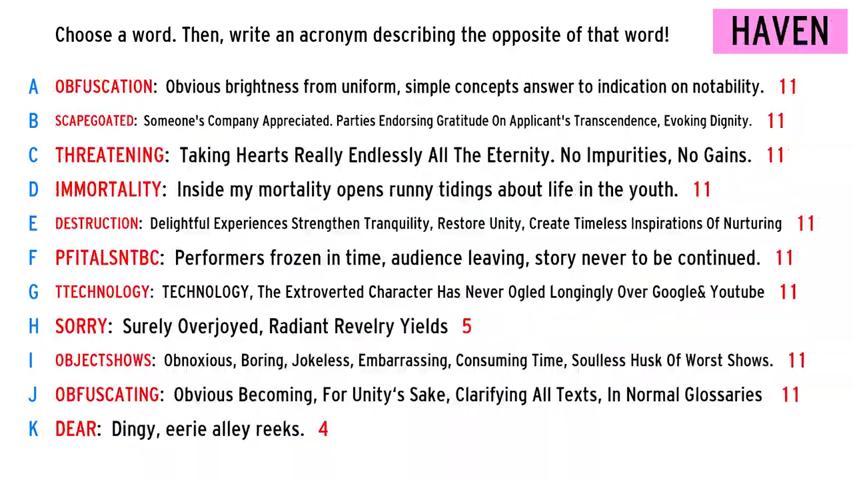 Choose a word. Then, write an acronym describing the opposite of that word!
HAVEN
A OBFUSCATION: Obvious brightness from uniform, simple concepts answer to indication on notability. 11
B SCAPEGOATED: Someone's Company Appreciated. Parties Endorsing Gratitude On Applicant's Transcendence, Evoking Dignity. 11
C THREATENING: Taking Hearts Really Endlessly All The Eternity. No Impurities, No Gains. 11
D IMMORTALITY: Inside my mortality opens runny tidings about life in the youth. 11
E DESTRUCTION: Delightful Experiences Strengthen Tranquility, Restore Unity, Create Timeless Inspirations Of Nurturing 11
F PFITALSNTBC: Performers frozen in time, audience leaving, story never to be continued. 11
G TTECHNOLOGY: TECHNOLOGY, The Extroverted Character Has Never Ogled Longingly Over Google& Youtube 11
H SORRY: Surely Overjoyed, Radiant Revelry Yields 5
I OBJECTSHOWS: Obnoxious, Boring, Jokeless, Embarrassing, Consuming Time, Soulless Husk Of Worst Shows. 11
J OBFUSCATING: Obvious Becoming, For Unity's Sake, Clarifying All Texts, In Normal Glossaries 11
K DEAR: Dingy, eerie alley reeks. 4